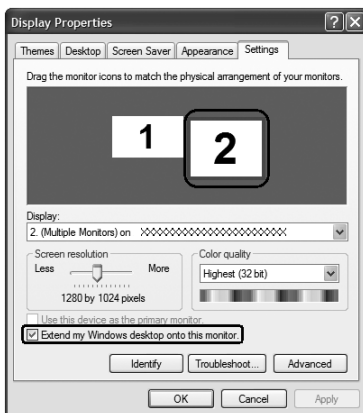 Display Properties
Themes Desktop Screen Saver Appearance Settings
Drag the monitor icons to match the physical arrangement of your monitors.
1 2
Display:
2. (Multiple Monitors) on XXXXXXXXXXXXXXXXXXXXX
Screen resolution
Less More
1280 by 1024 pixels
Color quality
Highest (32 bit)
Use this device as the primary monitor.
Extend my Windows desktop onto this monitor.
Identify Troubleshoot... Advanced
OK Cancel Apply